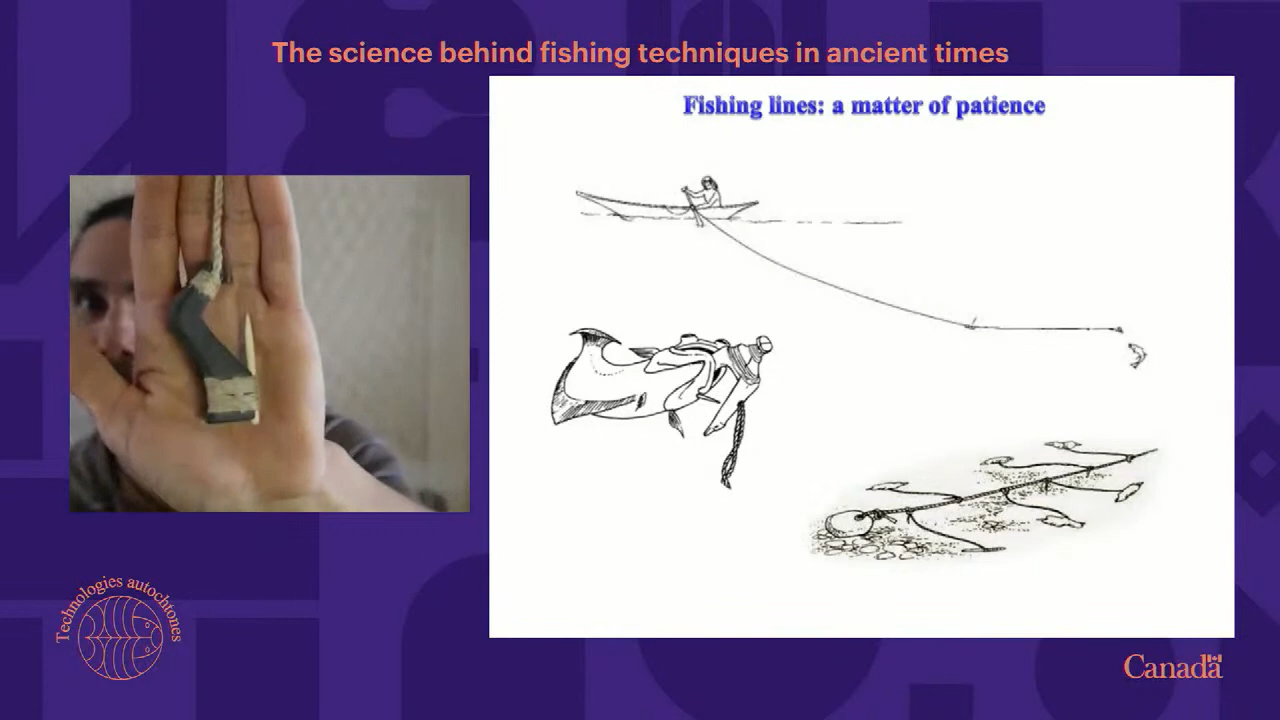 The science behind fishing techniques in ancient times
Fishing lines: a matter of patience
Technologies autochtones
Canada